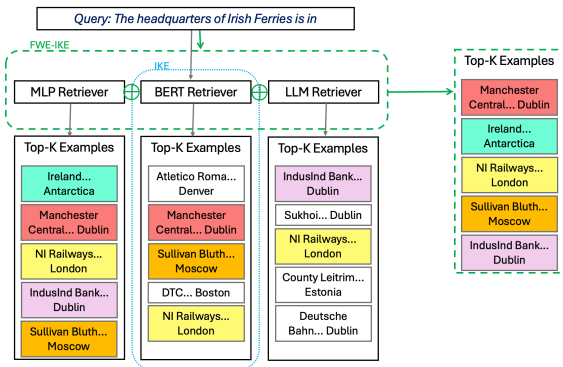 Query: The headquarters of Irish Ferries is in
FWE-IKE
IKE
MLP Retriever
BERT Retriever
LLM Retriever
Top-K Examples
Ireland...
Antarctica
Manchester
Central... Dublin
NI Railways...
London
IndusInd Bank...
Dublin
Sullivan Bluth...
Moscow
Top-K Examples
Atletico Roma...
Denver
Manchester
Central... Dublin
Sullivan Bluth...
Moscow
DTC... Boston
NI Railways...
London
Top-K Examples
IndusInd Bank...
Dublin
Sukhoi... Dublin
NI Railways...
London
County Leitrim...
Estonia
Deutsche
Bahn... Dublin
Top-K Examples
Manchester
Central... Dublin
Ireland...
Antarctica
NI Railways...
London
Sullivan Bluth...
Moscow
IndusInd Bank...
Dublin